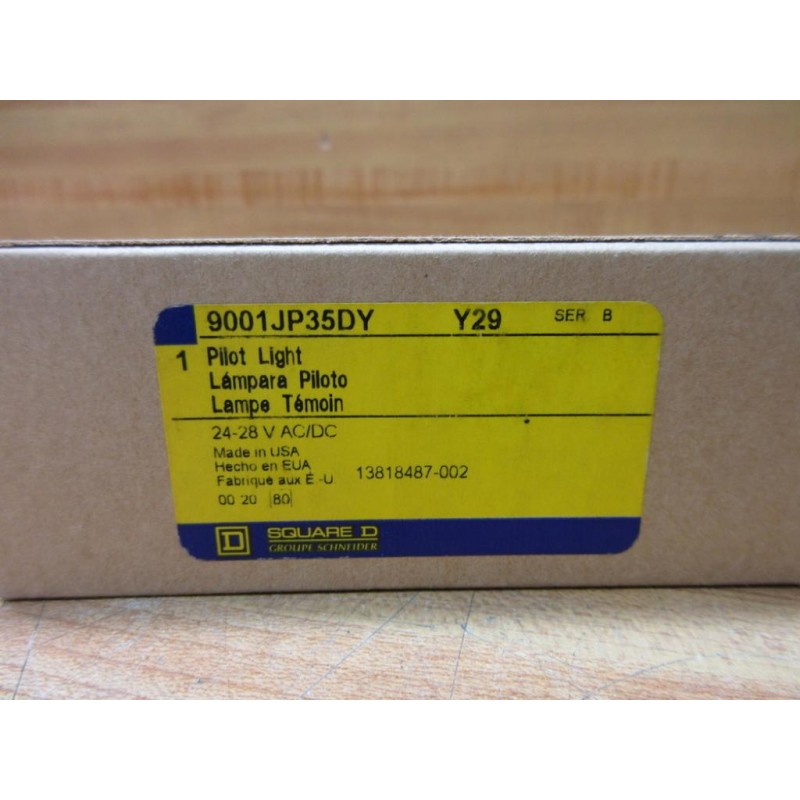 9001JP35DY Y29 SER B
1 Pilot Light
Lámpara Piloto
Lampe Témoin
24-28 V AC/DC
Made in USA
Hecho en EUA
Fabriqué aux É.-U. 13818487-002
00 20 |80|
D SQUARE D
GROUPE SCHNEIDER